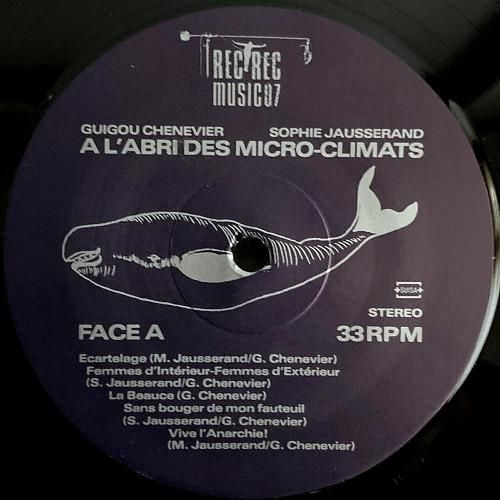 REC REC
MUSIC07
GUIGOU CHENEVIER SOPHIE JAUSSERAND
A L'ABRI DES MICRO-CLIMATS
SUISA
STEREO
FACE A 33 RPM
Ecartelage (M. Jausserand/G. Chenevier)
Femmes d'Intérieur-Femmes d'Extérieur
(S. Jausserand/G. Chenevier)
La Beauce (G. Chenevier)
Sans bouger de mon fauteuil
(S. Jausserand/G. Chenevier)
Vive l'Anarchie!
(M. Jausserand/G. Chenevier)